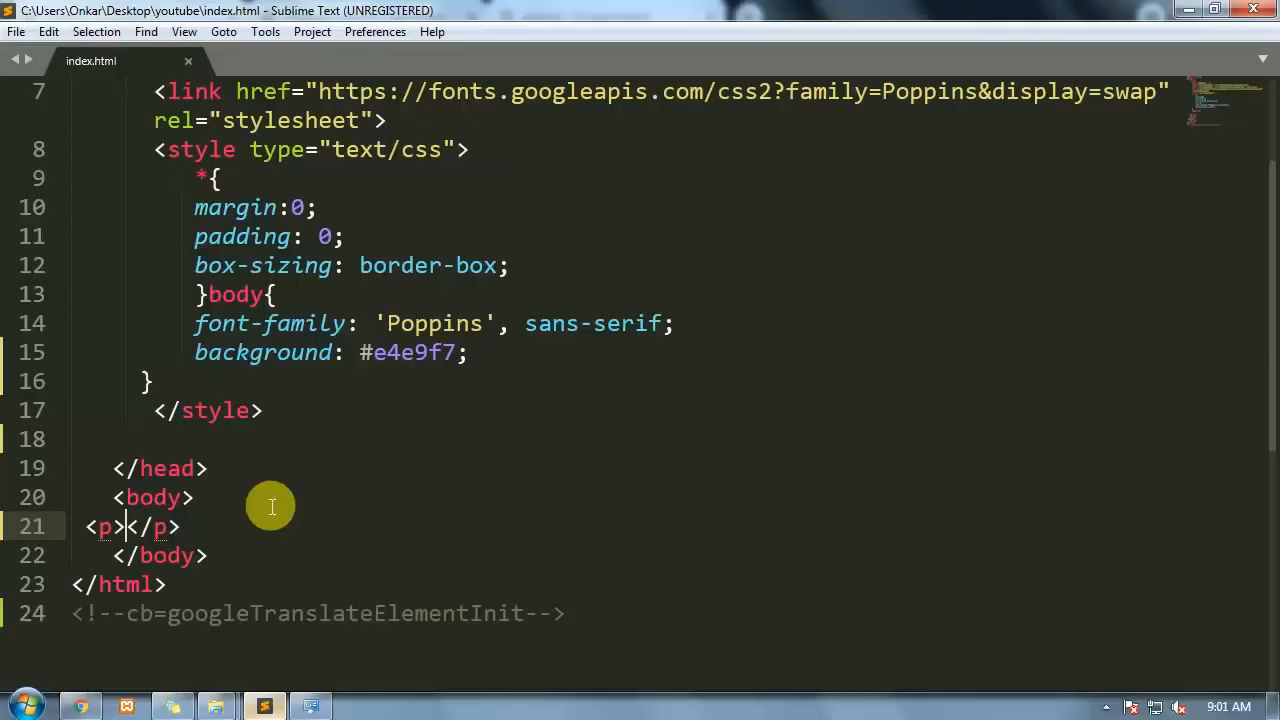 C:\Users\Onkar\Desktop\youtube\index.html - Sublime Text (UNREGISTERED)
File Edit Selection Find View Goto Tools Project Preferences Help
index.html
7 <link href="https://fonts.googleapis.com/css2?family=Poppins&display=swap"
rel="stylesheet">
8 <style type="text/css">
9 *{
10 margin:0;
11 padding: 0;
12 box-sizing: border-box;
13 }body{
14 font-family: 'Poppins', sans-serif;
15 background: #e4e9f7;
16 }
17 </style>
18
19 </head>
20 <body>
21 <p></p>
22 </body>
23 </html>
24 <!--cb=googleTranslateElementInit-->
9:01 AM